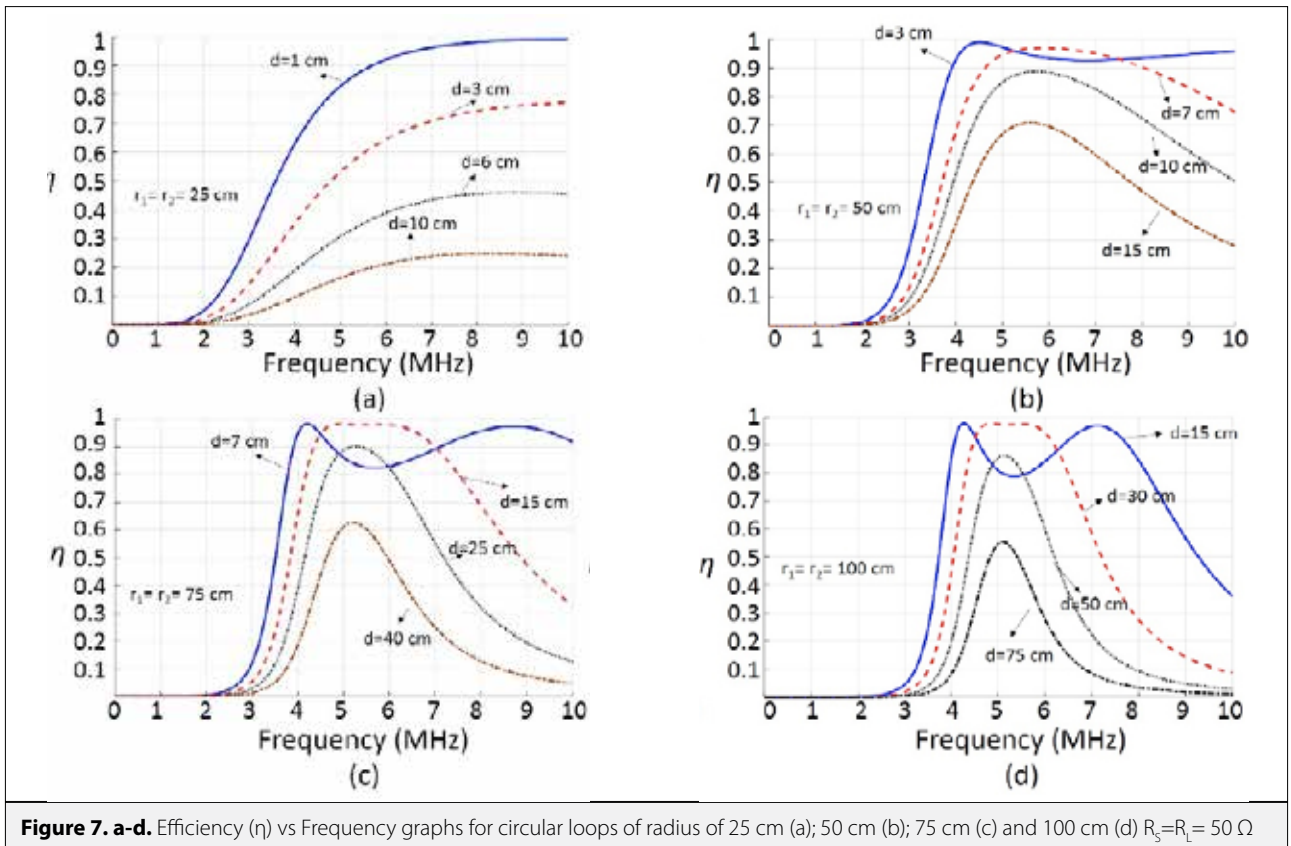 1
0.9
0.8
0.7
0.6
0.5
0.4
0.3
0.2
0.1
η
d=1 cm
d=3 cm
d=6 cm
d=10 cm
r₁= r₂= 25 cm
0 1 2 3 4 5 6 7 8 9 10
Frequency (MHz)
(a)
1
0.9
0.8
0.7
0.6
0.5
0.4
0.3
0.2
0.1
η
d=3 cm
d=7 cm
d=10 cm
d=15 cm
r₁= r₂= 50 cm
0 1 2 3 4 5 6 7 8 9 10
Frequency (MHz)
(b)
1
0.9
0.8
0.7
0.6
0.5
0.4
0.3
0.2
0.1
η
d=7 cm
d=15 cm
d=25 cm
d=40 cm
r₁= r₂= 75 cm
0 1 2 3 4 5 6 7 8 9 10
Frequency (MHz)
(c)
1
0.9
0.8
0.7
0.6
0.5
0.4
0.3
0.2
0.1
η
d=15 cm
d=30 cm
d=50 cm
d=75 cm
r₁= r₂= 100 cm
0 1 2 3 4 5 6 7 8 9 10
Frequency (MHz)
(d)
Figure 7. a-d. Efficiency (η) vs Frequency graphs for circular loops of radius of 25 cm (a); 50 cm (b); 75 cm (c) and 100 cm (d) R_S=R_L= 50 Ω